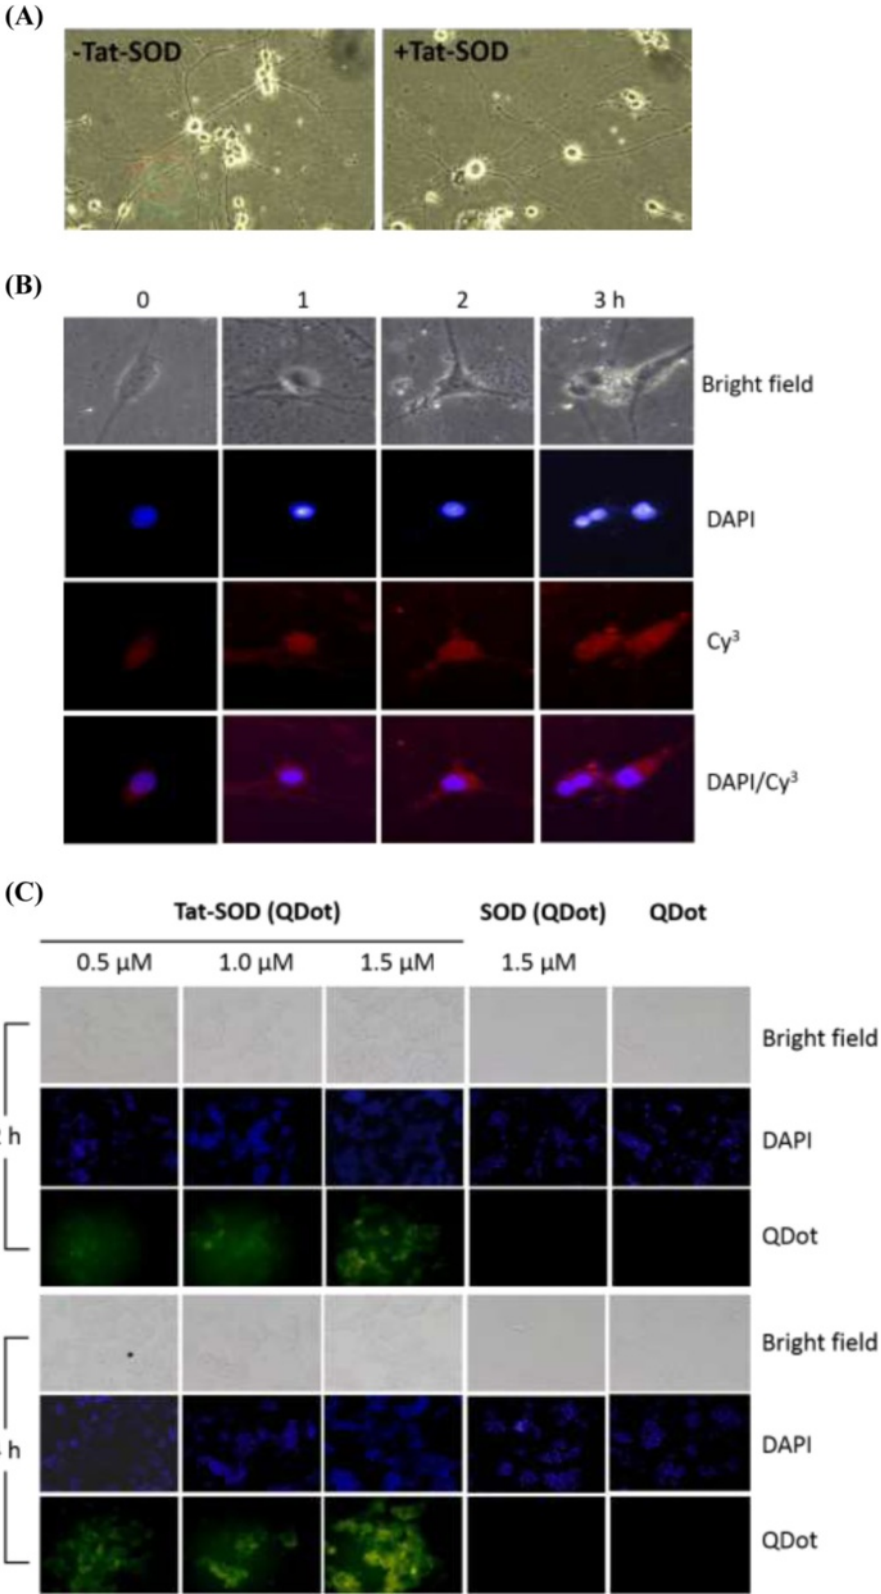 (A)
-Tat-SOD
+Tat-SOD
(B)
0 1 2 3 h
Bright field
DAPI
Cy³
DAPI/Cy³
(C)
Tat-SOD (QDot) SOD (QDot) QDot
0.5 µM 1.0 µM 1.5 µM 1.5 µM
Bright field
h DAPI
QDot
Bright field
h DAPI
QDot